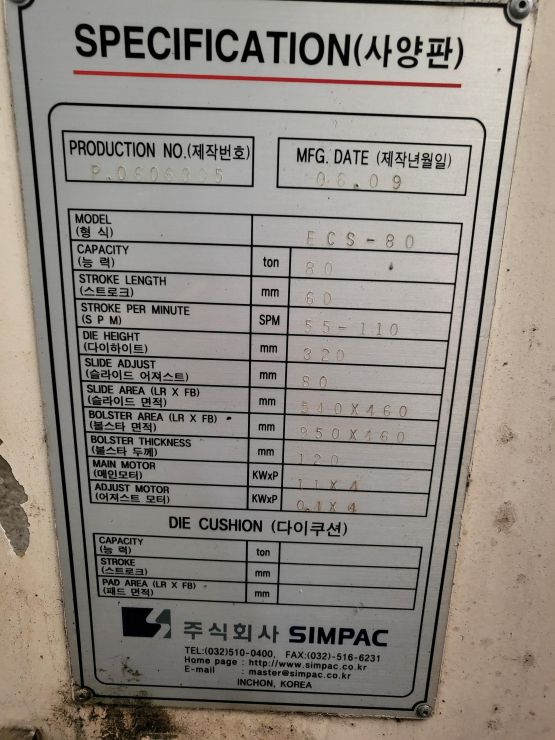 SPECIFICATION(사양판)
PRODUCTION NO.(제작번호)
MFG. DATE (제작년월일)
06.09
MODEL (형 식) ECS-80
CAPACITY (능 력) ton 80
STROKE LENGTH (스트로크) mm 60
STROKE PER MINUTE (S P M) SPM 55-110
DIE HEIGHT (다이하이트) mm 320
SLIDE ADJUST (슬라이드 어져스트) mm 80
SLIDE AREA (LR X FB) (슬라이드 면적) mm 540X460
BOLSTER AREA (LR X FB) (볼스타 면적) mm 950X460
BOLSTER THICKNESS (볼스타 두께) mm 120
MAIN MOTOR (메인모터) KWxP 11X4
ADJUST MOTOR (어져스트 모터) KWxP 0.4X4
DIE CUSHION (다이쿠션)
CAPACITY (능 력) ton
STROKE (스트로크) mm
PAD AREA (LR X FB) (패드 면적) mm
주식회사 SIMPAC
TEL:(032)510-0400, FAX:(032)-516-6231
Home page : http://www.simpac.co.kr
E-mail : master@simpac.co.kr
INCHON, KOREA